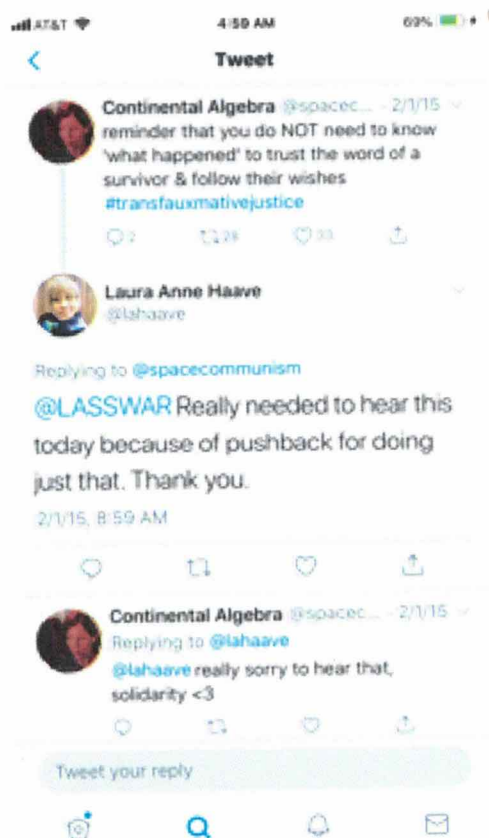 AT&T 4:59 AM 69%
Tweet
Continental Algebra @spacec... · 2/1/15
reminder that you do NOT need to know
'what happened' to trust the word of a
survivor & follow their wishes
#transfauxmativejustice
2 28 33
Laura Anne Haave
@lahaave
Replying to @spacecommunism
@LASSWAR Really needed to hear this
today because of pushback for doing
just that. Thank you.
2/1/15, 8:59 AM
Continental Algebra @spacec... · 2/1/15
Replying to @lahaave
@lahaave really sorry to hear that,
solidarity <3
Tweet your reply